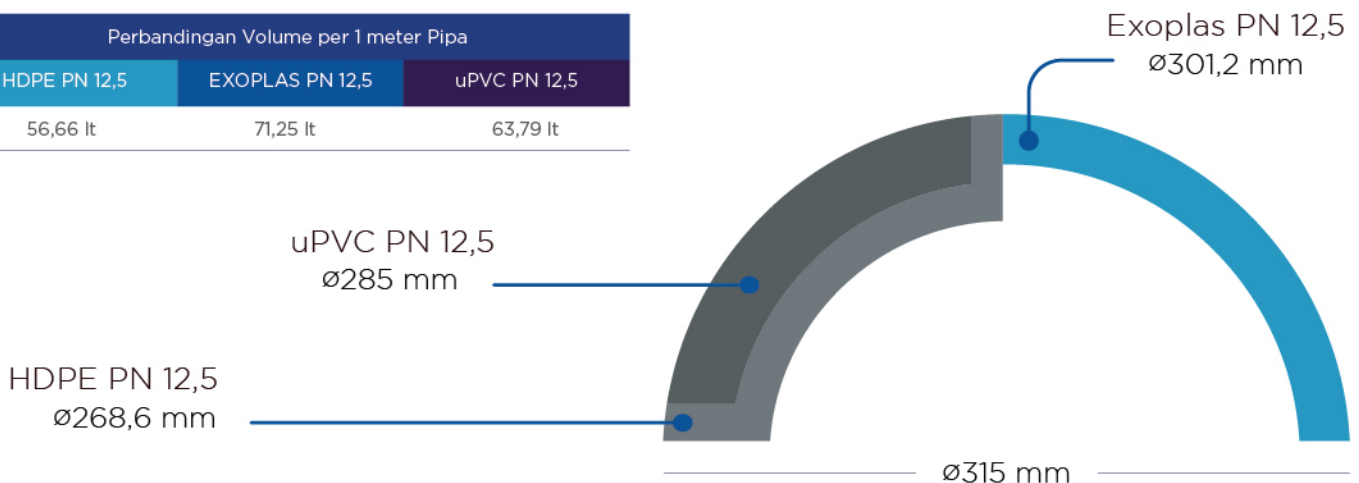 Perbandingan Volume per 1 meter Pipa
HDPE PN 12,5 EXOPLAS PN 12,5 uPVC PN 12,5
56,66 lt 71,25 lt 63,79 lt
Exoplas PN 12,5
Ø301,2 mm
uPVC PN 12,5
Ø285 mm
HDPE PN 12,5
Ø268,6 mm
Ø315 mm